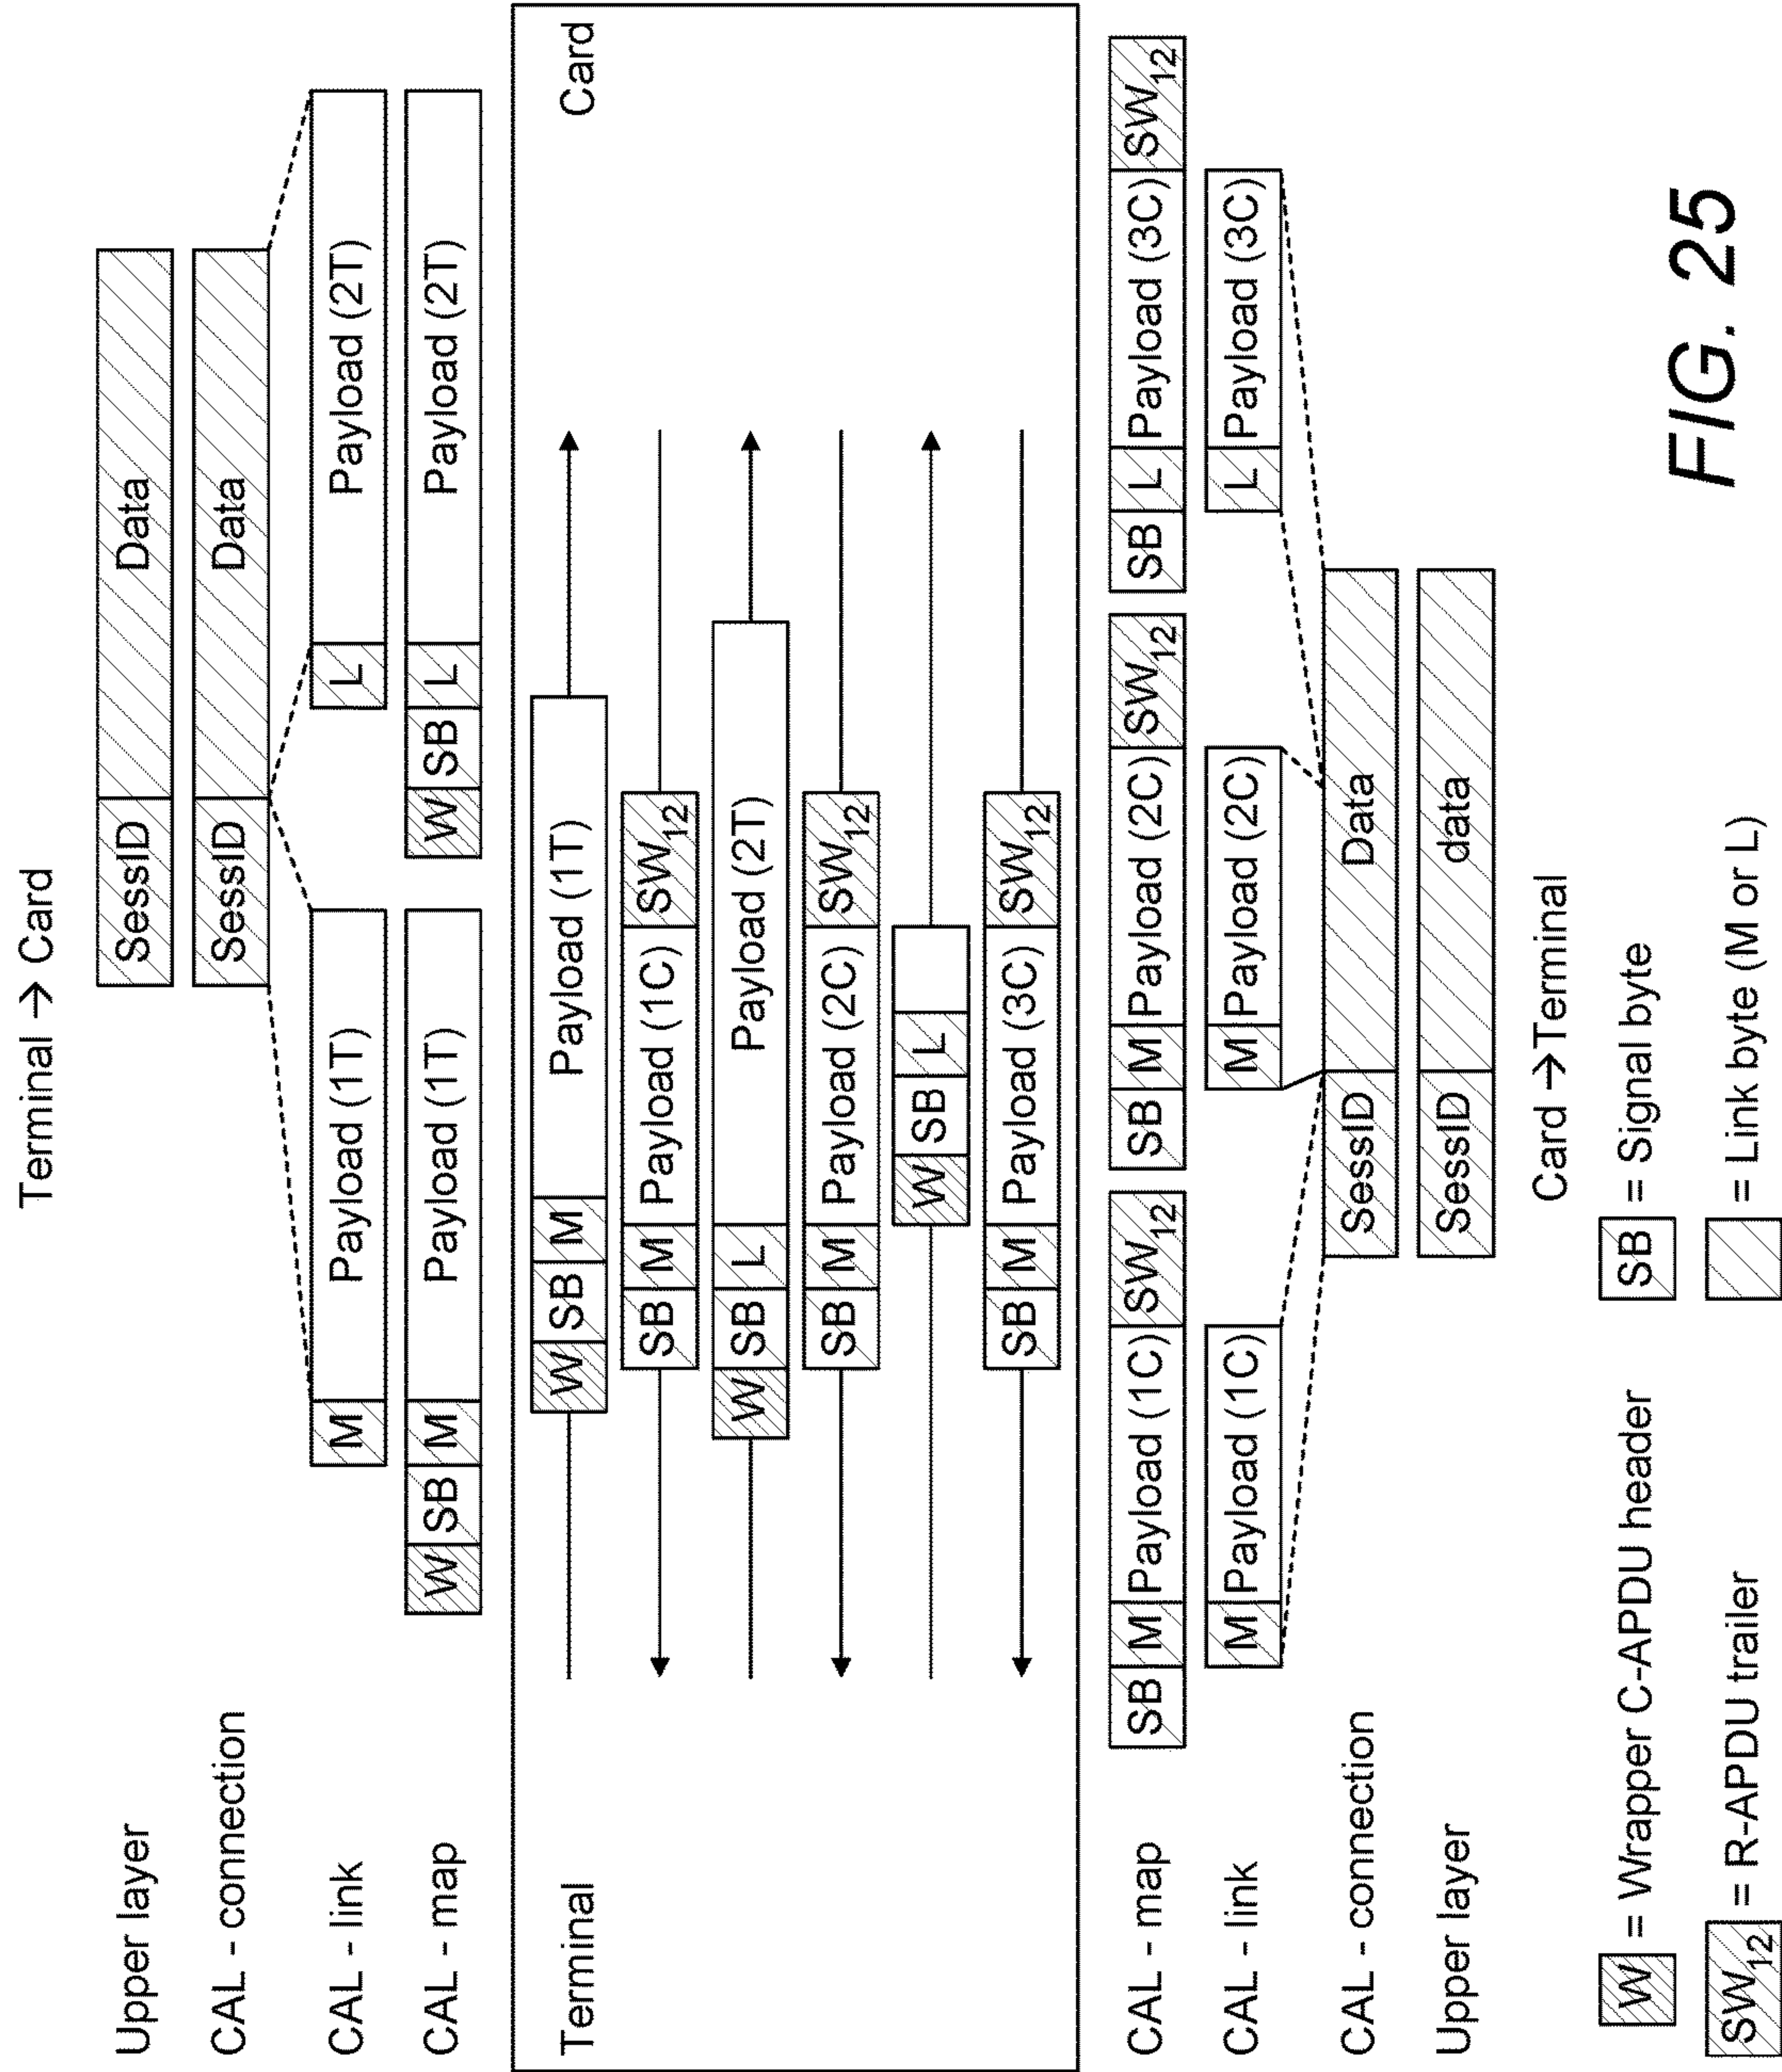 Terminal → Card
Upper layer SessID Data
CAL - connection SessID Data
CAL - link M Payload (1T) L Payload (2T)
CAL - map W SB M Payload (1T) W SB L Payload (2T)
Terminal Card
W SB M Payload (1T)
SB M Payload (1C) SW12
W SB L Payload (2T)
SB M Payload (2C) SW12
W SB L
SB M Payload (3C) SW12
CAL - map SB M Payload (1C) SW12 SB M Payload (2C) SW12 SB L Payload (3C) SW12
CAL - link M Payload (1C) M Payload (2C) L Payload (3C)
CAL - connection SessID Data
Upper layer SessID data
Card → Terminal
W = Wrapper C-APDU header SB = Signal byte
SW12 = R-APDU trailer = Link byte (M or L)
FIG. 25